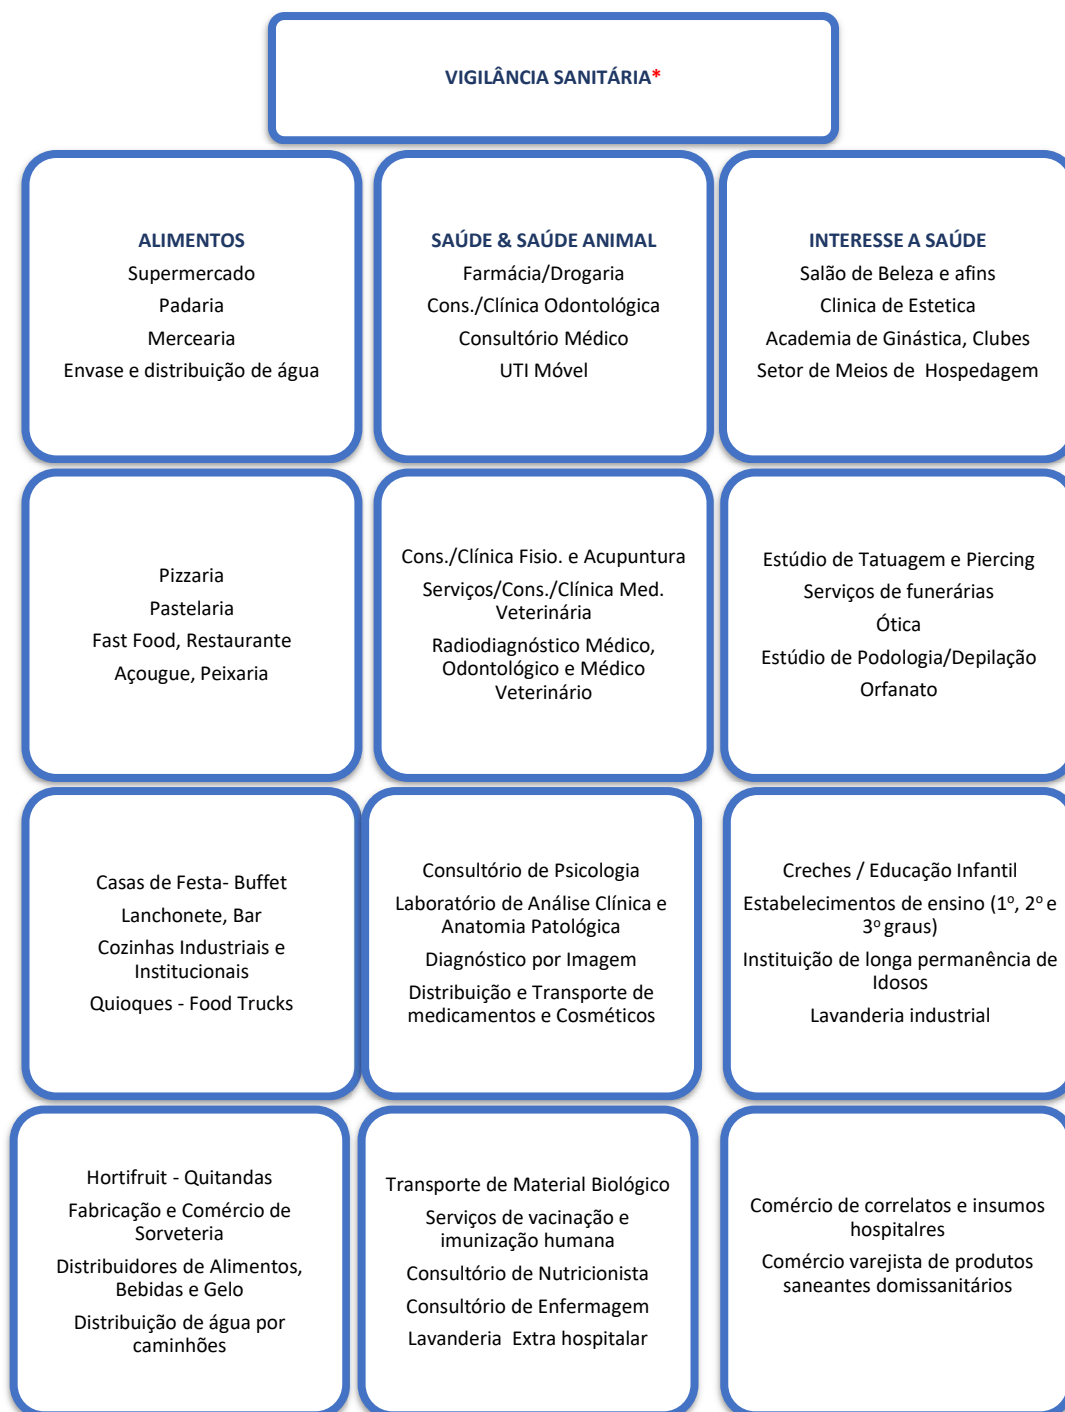 VIGILÂNCIA SANITÁRIA*
ALIMENTOS
Supermercado
Padaria
Mercearia
Envase e distribuição de água
SAÚDE & SAÚDE ANIMAL
Farmácia/Drogaria
Cons./Clínica Odontológica
Consultório Médico
UTI Móvel
INTERESSE A SAÚDE
Salão de Beleza e afins
Clinica de Estetica
Academia de Ginástica, Clubes
Setor de Meios de Hospedagem
Pizzaria
Pastelaria
Fast Food, Restaurante
Açougue, Peixaria
Cons./Clínica Fisio. e Acupuntura
Serviços/Cons./Clínica Med.
Veterinária
Radiodiagnóstico Médico,
Odontológico e Médico
Veterinário
Estúdio de Tatuagem e Piercing
Serviços de funerárias
Ótica
Estúdio de Podologia/Depilação
Orfanato
Casas de Festa- Buffet
Lanchonete, Bar
Cozinhas Industriais e
Institucionais
Quioques - Food Trucks
Consultório de Psicologia
Laboratório de Análise Clínica e
Anatomia Patológica
Diagnóstico por Imagem
Distribuição e Transporte de
medicamentos e Cosméticos
Creches / Educação Infantil
Estabelecimentos de ensino (1º, 2º e
3º graus)
Instituição de longa permanência de
Idosos
Lavanderia industrial
Hortifruit - Quitandas
Fabricação e Comércio de
Sorveteria
Distribuidores de Alimentos,
Bebidas e Gelo
Distribuição de água por
caminhões
Transporte de Material Biológico
Serviços de vacinação e
imunização humana
Consultório de Nutricionista
Consultório de Enfermagem
Lavanderia Extra hospitalar
Comércio de correlatos e insumos
hospitalres
Comércio varejista de produtos
saneantes domissanitários